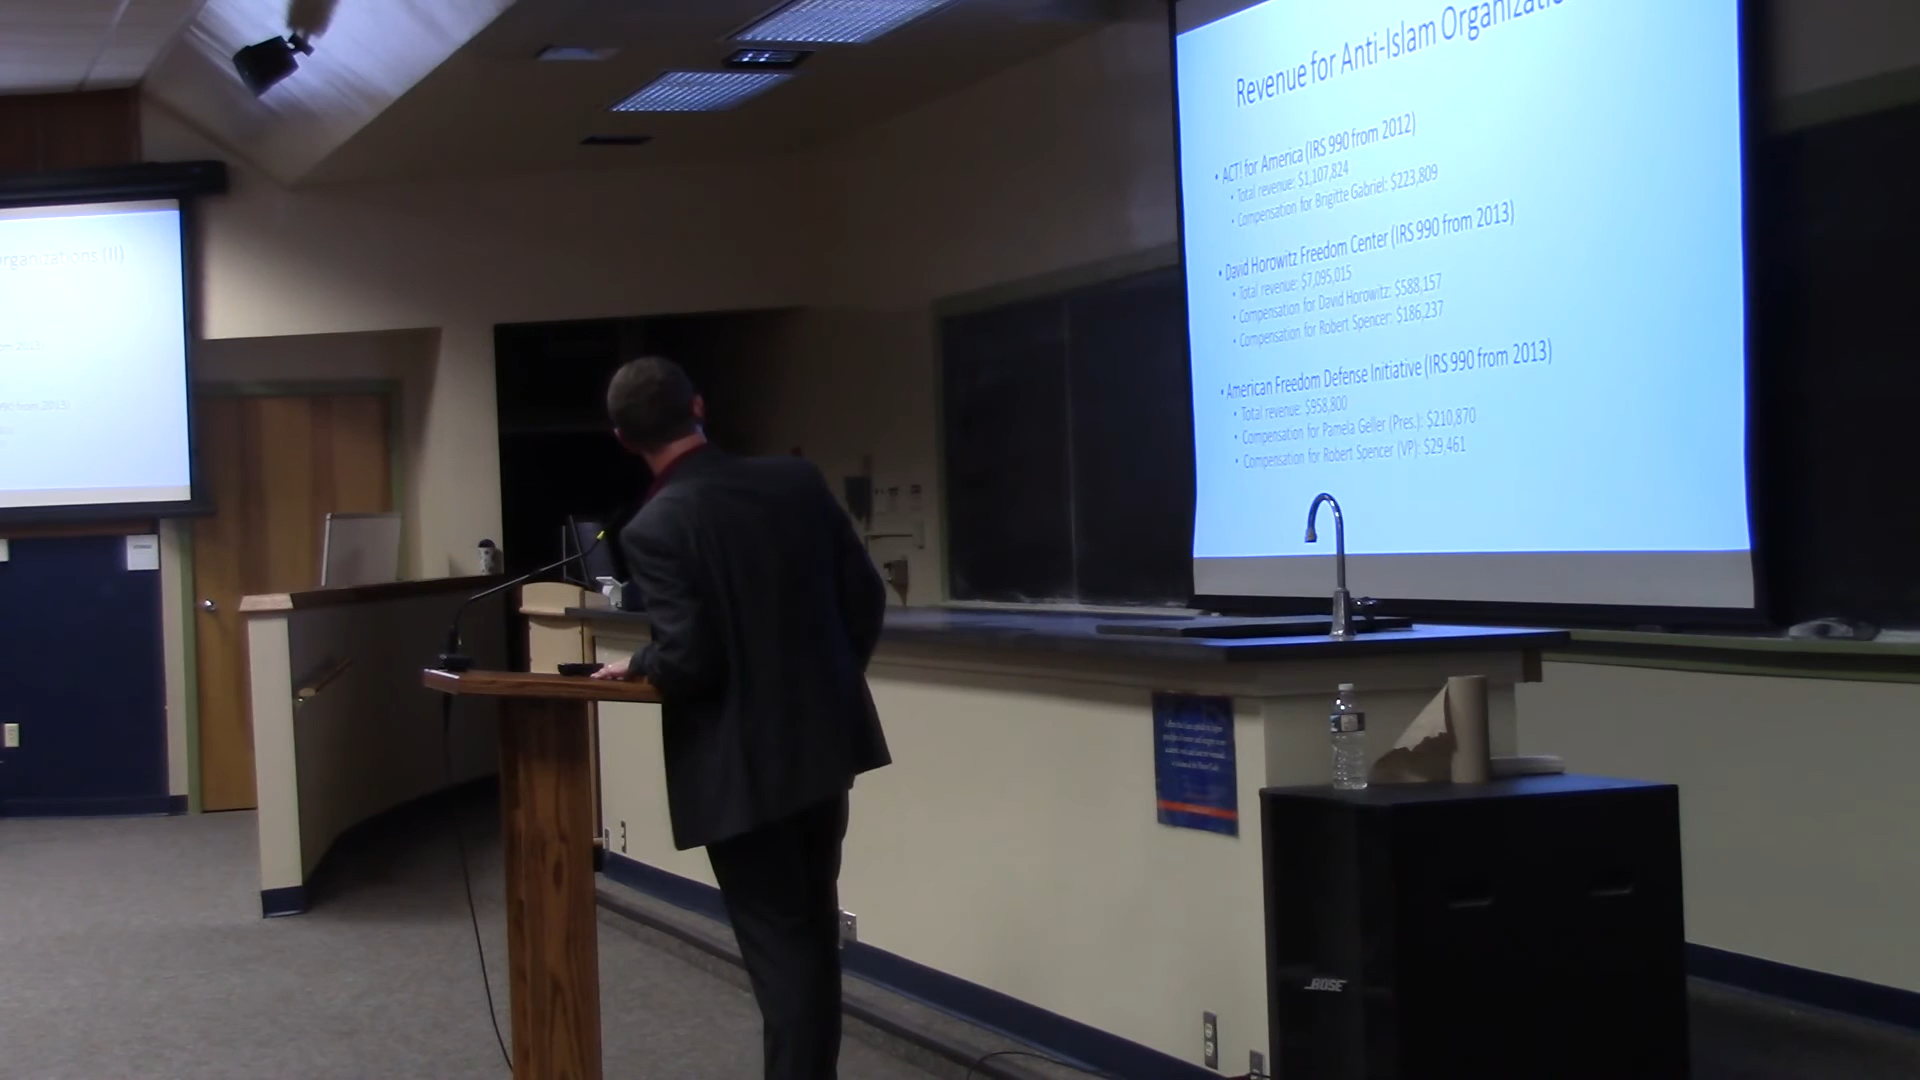 Revenue for Anti-Islam
• ACT! for America (IRS 990 from 2012)
• Total revenue: $1,107,824
• Compensation for Brigitte Gabriel: $223,809
• David Horowitz Freedom Center (IRS 990 from 2013)
• Total revenue: $7,095,015
• Compensation for David Horowitz: $588,157
• Compensation for Robert Spencer: $186,237
• American Freedom Defense Initiative (IRS 990 from 2013)
• Total revenue: $958,800
• Compensation for Pamela Geller (Pres.): $210,870
• Compensation for Robert Spencer (VP): $29,461
(II)
from 2013)
BOSE